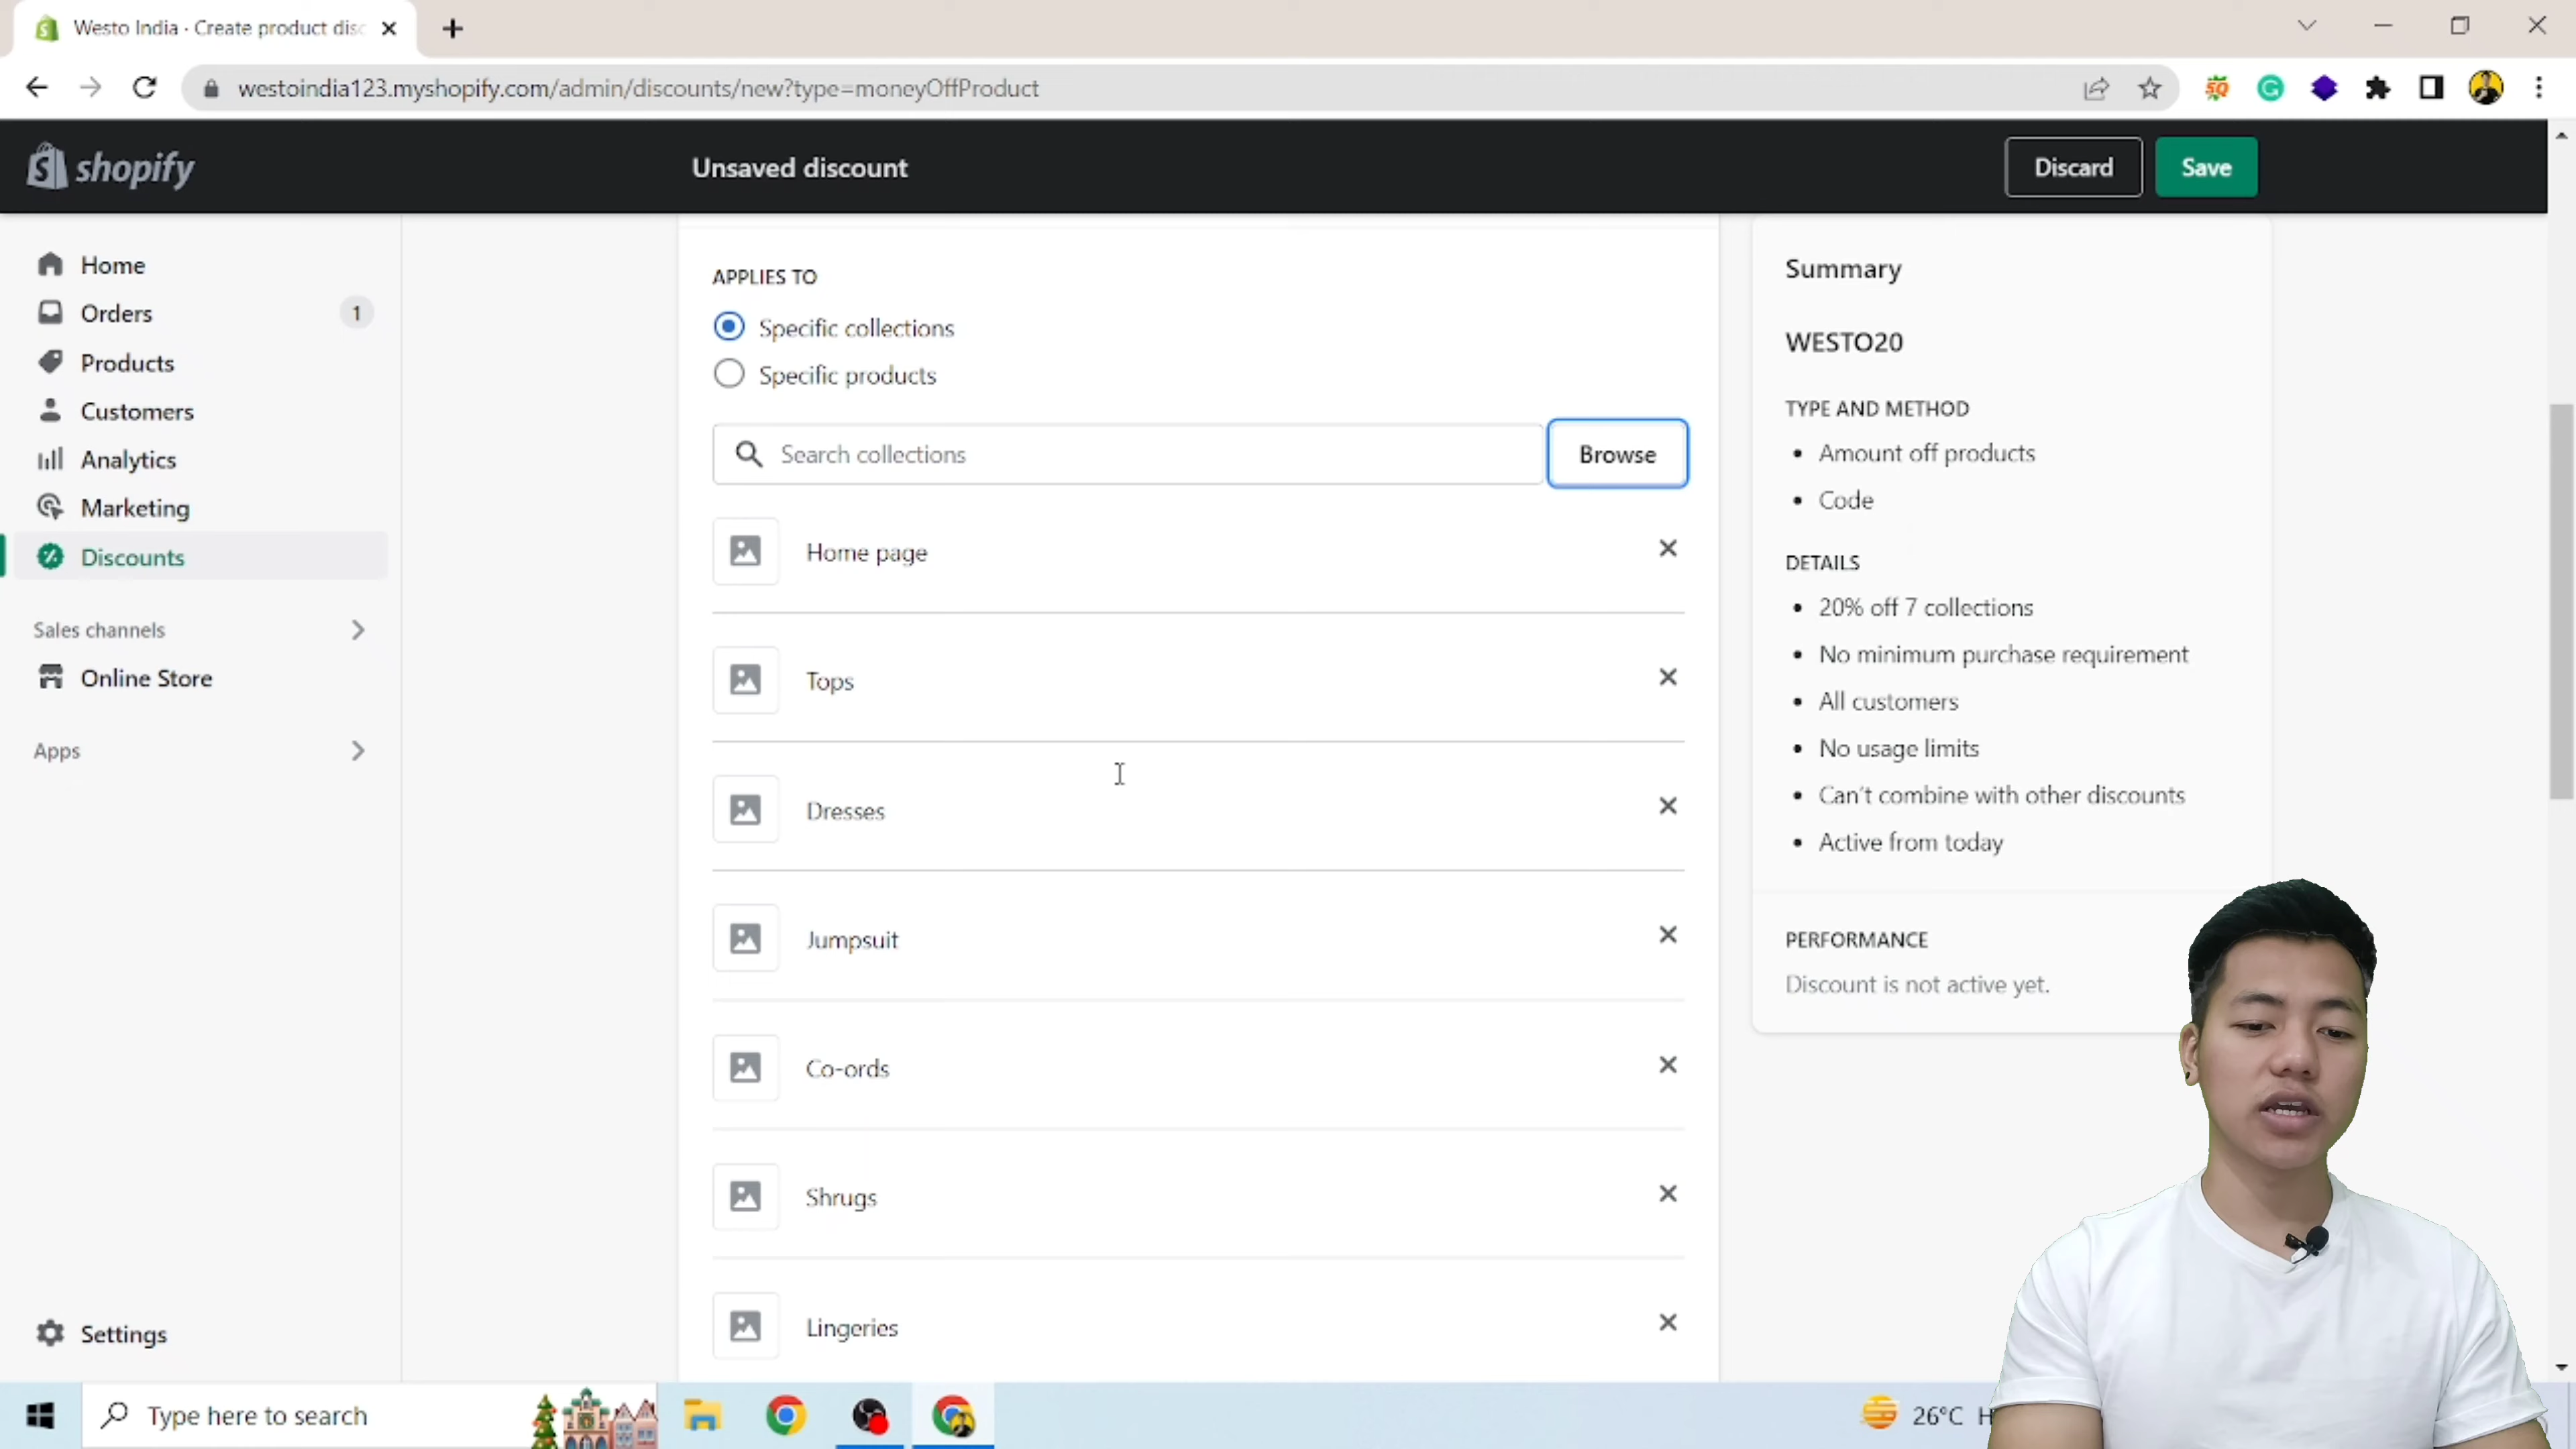 Westo India · Create product disc
westoindia123.myshopify.com/admin/discounts/new?type=moneyOffProduct
SQ
G
shopify
Unsaved discount
Discard
Save
Home
Orders
1
Products
Customers
Analytics
Marketing
Discounts
Sales channels
Online Store
Apps
Settings
APPLIES TO
Specific collections
Specific products
Search collections
Browse
Home page
Tops
Dresses
Jumpsuit
Co-ords
Shrugs
Lingeries
Summary
WESTO20
TYPE AND METHOD
• Amount off products
• Code
DETAILS
• 20% off 7 collections
• No minimum purchase requirement
• All customers
• No usage limits
• Can't combine with other discounts
• Active from today
PERFORMANCE
Discount is not active yet.
Type here to search
26°C